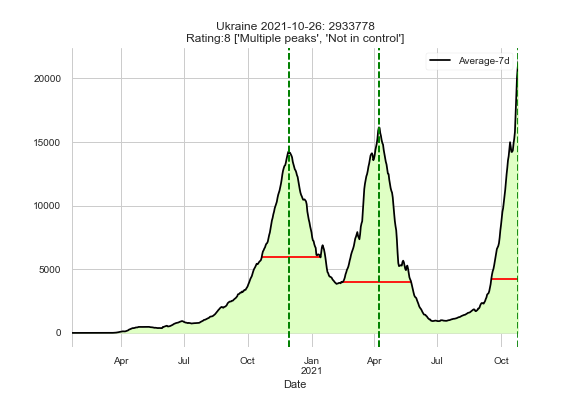 Ukraine 2021-10-26: 2933778
Rating:8 ['Multiple peaks', 'Not in control']
Average-7d
20000
15000
10000
5000
0
Apr
Jul
Oct
Jan
2021
Apr
Jul
Oct
Date